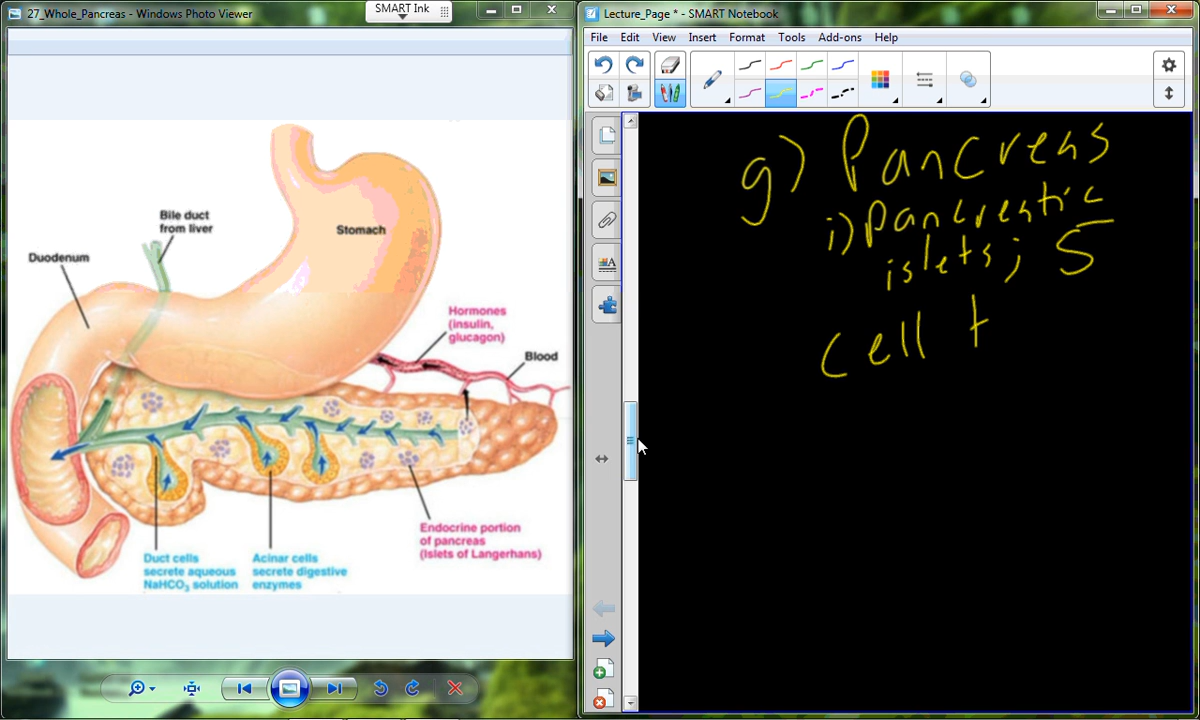 27_Whole_Pancreas - Windows Photo Viewer
SMART Ink
Bile duct
from liver
Stomach
Duodenum
Hormones
(insulin,
glucagon)
Blood
Endocrine portion
of pancreas
(Islets of Langerhans)
Duct cells
secrete aqueous
NaHCO₃ solution
Acinar cells
secrete digestive
enzymes
Lecture_Page * - SMART Notebook
File Edit View Insert Format Tools Add-ons Help
g) Pancreas
i) Pancreatic
islets; 5
cell t